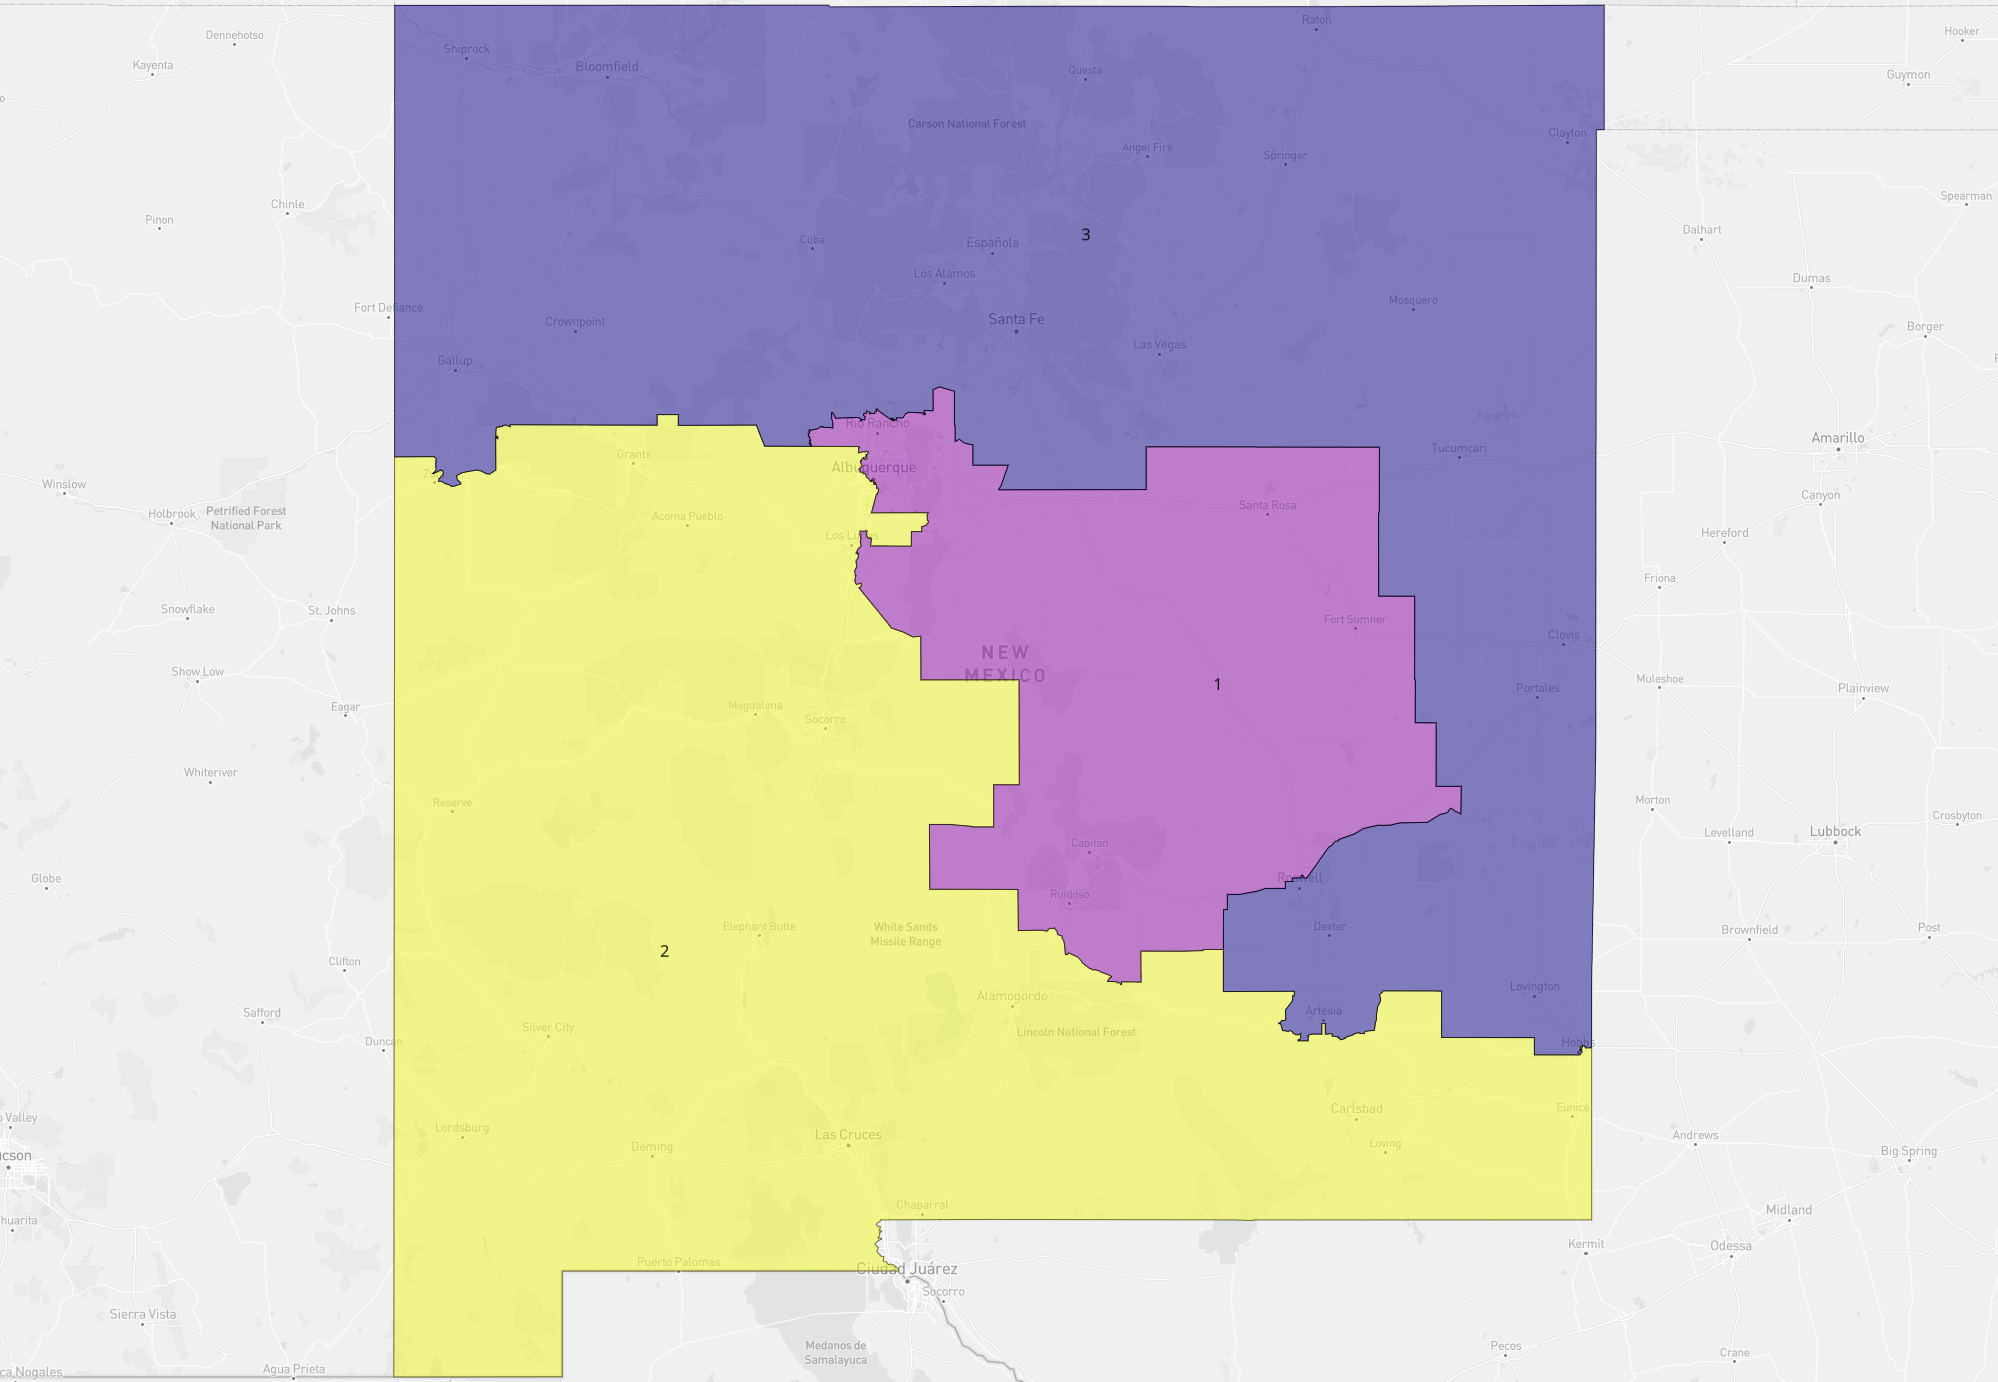 Dennehotso
Kayenta
Shiprock
Bloomfield
Raton
Hooker
Questa
Guymon
Carson National Forest
Clayton
Angel Fire
Springer
Chinle
Spearman
Pinon
Cuba
Española
3
Dalhart
Los Alamos
Dumas
Fort Defiance
Crownpoint
Santa Fe
Mosquero
Borger
Las Vegas
Gallup
Rio Rancho
Amarillo
Grants
Albuquerque
Tucumcari
Winslow
Canyon
Santa Rosa
Holbrook
Petrified Forest
National Park
Acoma Pueblo
Los Lunas
Hereford
Friona
Snowflake
St. Johns
Fort Sumner
Clovis
NEW
MEXICO
Show Low
1
Muleshoe
Portales
Plainview
Eagar
Magdalena
Socorro
Whiteriver
Reserve
Morton
Crosbyton
Levelland
Lubbock
Capitan
Globe
Roswell
Ruidoso
White Sands
Missile Range
Elephant Butte
Dexter
Brownfield
Post
2
Clifton
Alamogordo
Lovington
Safford
Artesia
Silver City
Lincoln National Forest
Duncan
Hobbs
Valley
Carlsbad
Eunice
Lordsburg
Las Cruces
Deming
Loving
Andrews
Big Spring
ucson
Chaparral
Midland
huarita
Kermit
Odessa
Puerto Palomas
Ciudad Juárez
Socorro
Sierra Vista
Medanos de
Samalayuca
Pecos
Crane
ca Nogales
Agua Prieta